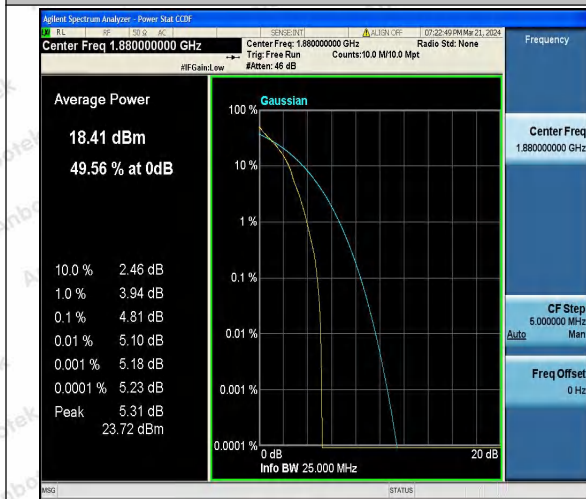 Agilent Spectrum Analyzer - Power Stat CCDF
RL RF 50 Ω AC SENSE:INT ALIGN OFF 07:22:49 PM Mar 21, 2024
Center Freq 1.880000000 GHz
Center Freq: 1.880000000 GHz Radio Std: None
Trig: Free Run Counts:10.0 M/10.0 Mpt
#IFGain:Low #Atten: 46 dB
Frequency
Average Power
18.41 dBm
49.56 % at 0dB
10.0 % 2.46 dB
1.0 % 3.94 dB
0.1 % 4.81 dB
0.01 % 5.10 dB
0.001 % 5.18 dB
0.0001 % 5.23 dB
Peak 5.31 dB
23.72 dBm
Gaussian
100 %
10 %
1 %
0.1 %
0.01 %
0.001 %
0.0001 %
0 dB 20 dB
Info BW 25.000 MHz
Center Freq
1.880000000 GHz
CF Step
5.000000 MHz
Auto Man
Freq Offset
0 Hz
MSG STATUS